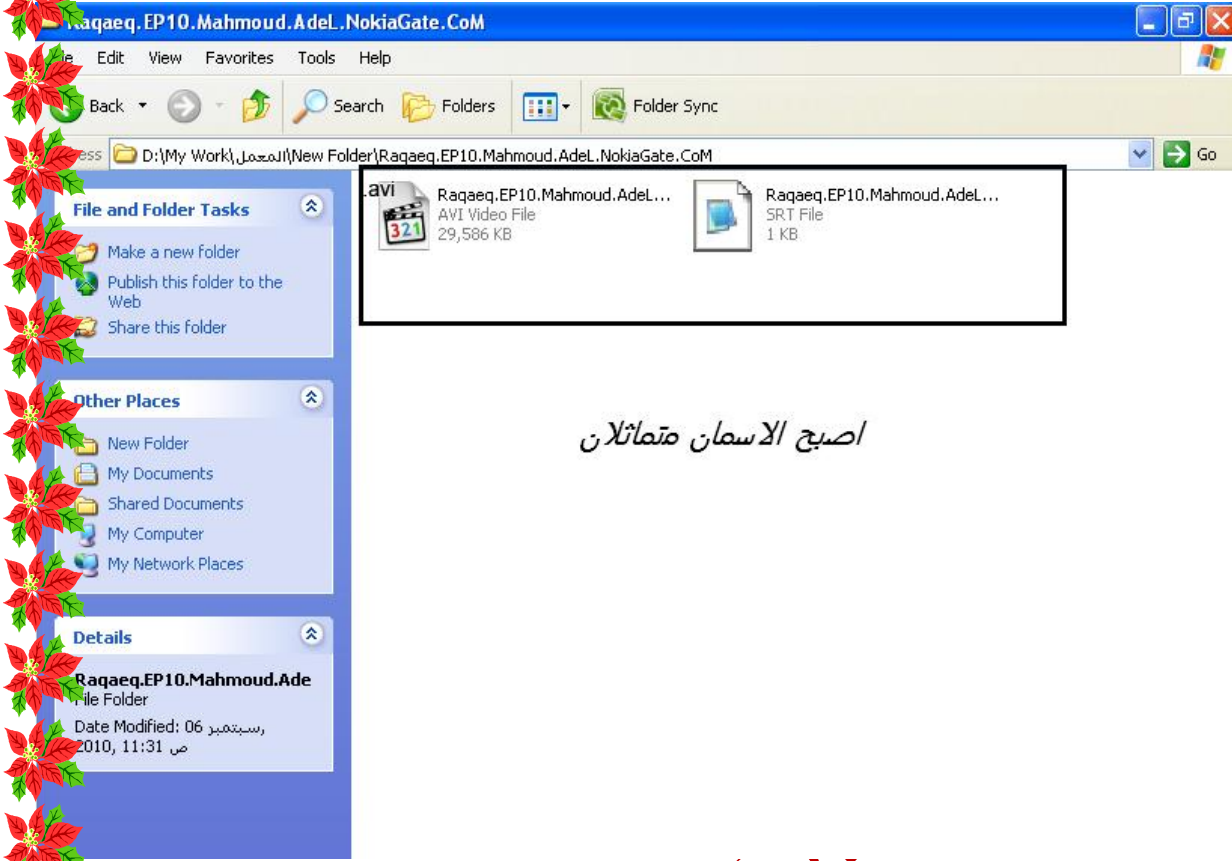 Raqaeq.EP10.Mahmoud.AdeL.NokiaGate.CoM
Edit View Favorites Tools Help
Back Search Folders Folder Sync
D:\My Work\المعمل\New Folder\Raqaeq.EP10.Mahmoud.AdeL.NokiaGate.CoM Go
File and Folder Tasks
Make a new folder
Publish this folder to the
Web
Share this folder
Other Places
New Folder
My Documents
Shared Documents
My Computer
My Network Places
Details
Raqaeq.EP10.Mahmoud.Ade
File Folder
Date Modified: 06 سبتمبر,
2010, 11:31 ص
.avi
321
Raqaeq.EP10.Mahmoud.AdeL...
AVI Video File
29,586 KB
Raqaeq.EP10.Mahmoud.AdeL...
SRT File
1 KB
اصبح الاسمان متماثلان